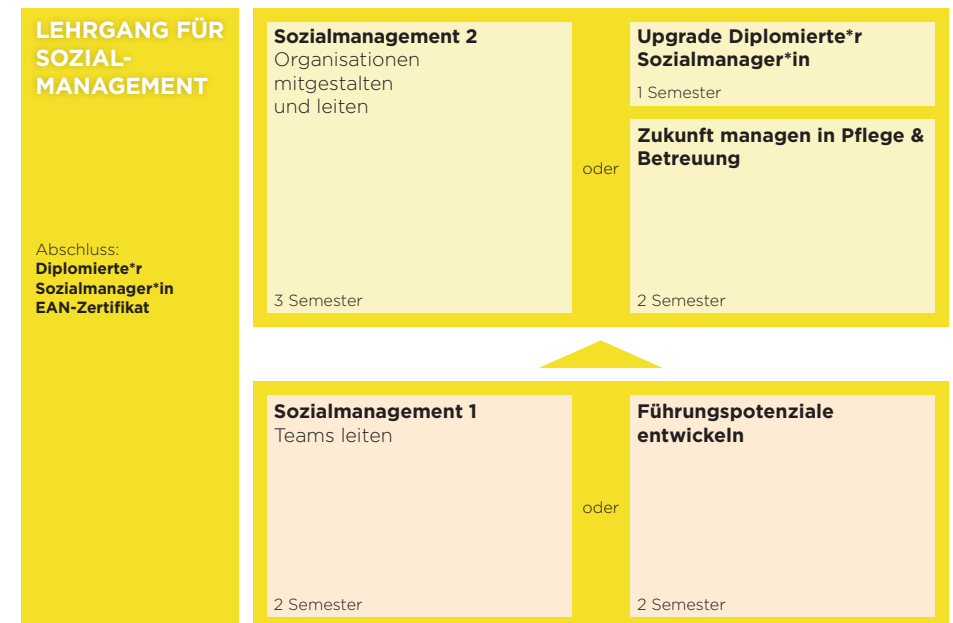 LEHRGANG FÜR
SOZIAL-
MANAGEMENT
Abschluss:
Diplomierte*r
Sozialmanager*in
EAN-Zertifikat
Sozialmanagement 2
Organisationen
mitgestalten
und leiten
3 Semester
oder
Upgrade Diplomierte*r
Sozialmanager*in
1 Semester
Zukunft managen in Pflege &
Betreuung
2 Semester
Sozialmanagement 1
Teams leiten
2 Semester
oder
Führungspotenziale
entwickeln
2 Semester